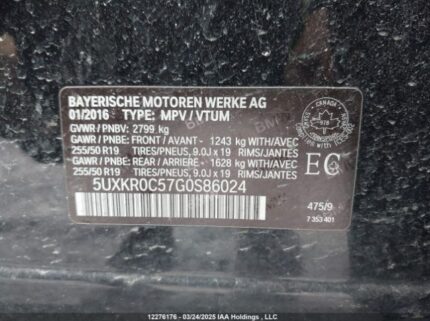 BAYERISCHE MOTOREN WERKE AG
01/2016 TYPE: MPV / VTUM
GVWR / PNBV: 2799 kg
GAWR / PNBE: FRONT / AVANT - 1243 kg WITH / AVEC
255/50 R19 TIRES/PNEUS, 9.0J x 19 RIMS/JANTES
GAWR / PNBE: REAR / ARRIERE - 1628 kg WITH / AVEC
255/50 R19 TIRES/PNEUS, 9.0J x 19 RIMS/JANTES
5UXKR0C57G0S86024
CANADA
EC
475/9
7 353 401
12276176 - 03/24/2025 IAA Holdings , LLC